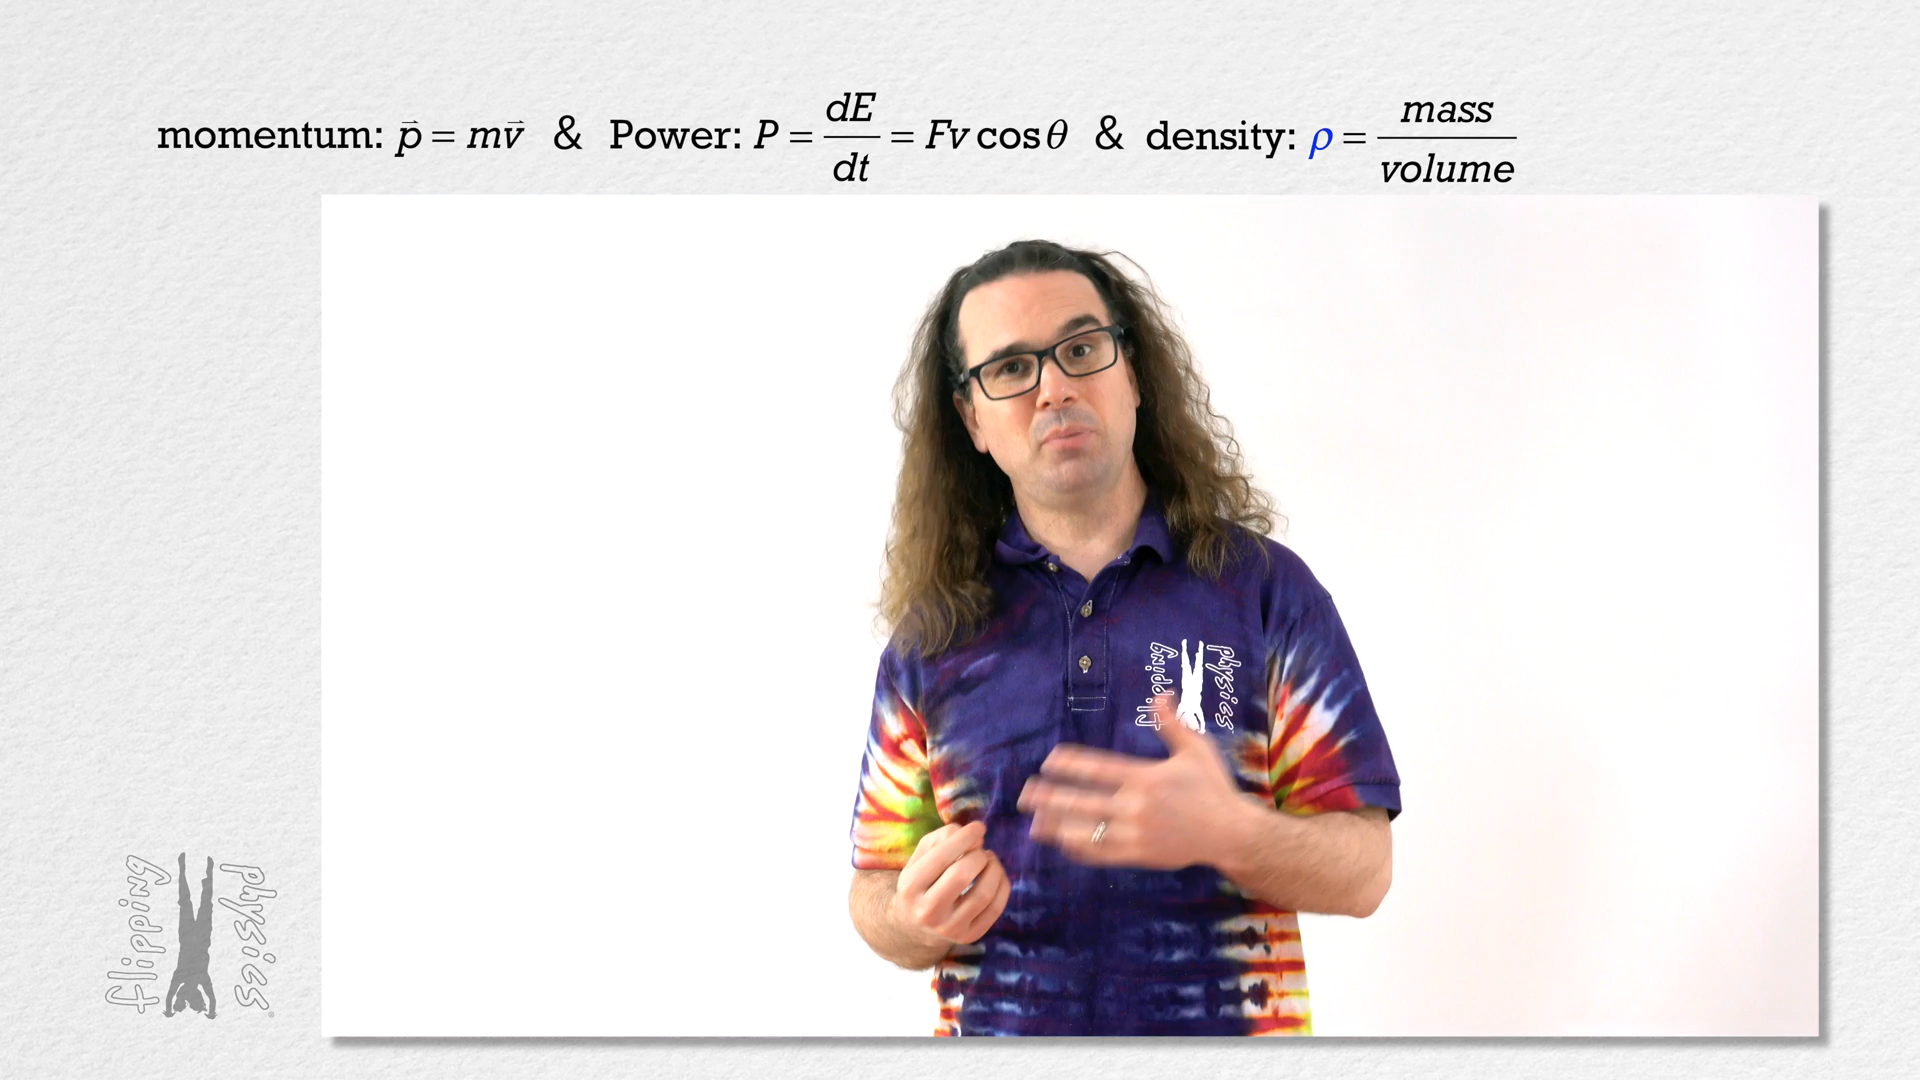 momentum: p⃗ = mv⃗ & Power: P = dE/dt = Fv cos θ & density: ρ = mass/volume
flipping
physics
flipping
physics